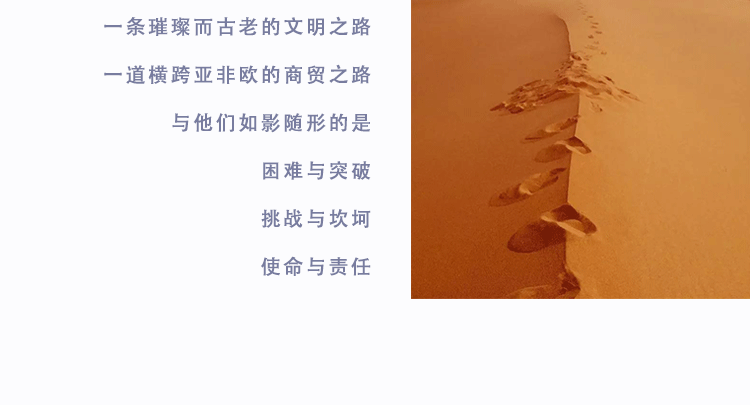 一条璀璨而古老的文明之路
一道横跨亚非欧的商贸之路
与他们如影随形的是
困难与突破
挑战与坎坷
使命与责任